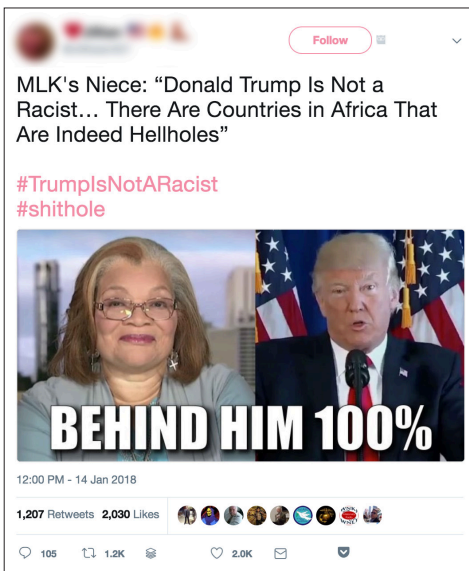 Follow
MLK's Niece: “Donald Trump Is Not a
Racist... There Are Countries in Africa That
Are Indeed Hellholes”
#TrumpIsNotARacist
#shithole
BEHIND HIM 100%
12:00 PM - 14 Jan 2018
1,207 Retweets 2,030 Likes
105 1.2K 2.0K